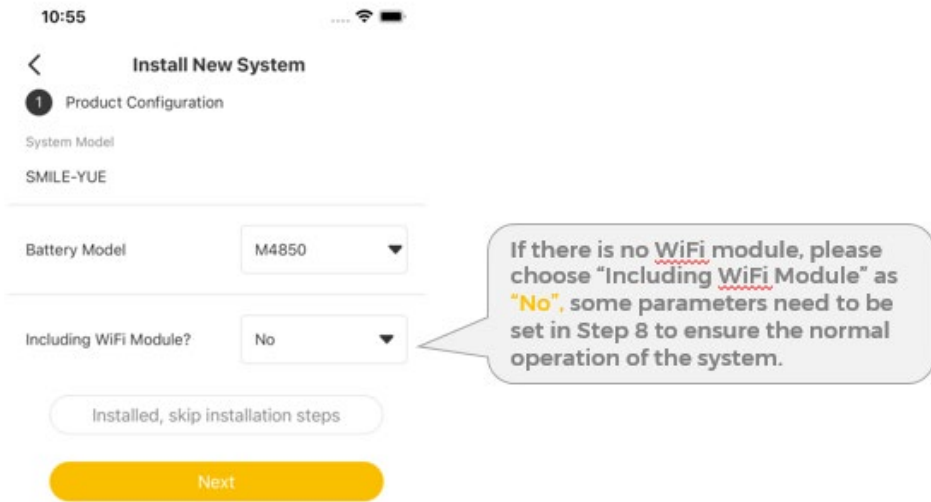 10:55
Install New System
1 Product Configuration
System Model
SMILE-YUE
Battery Model M4850
Including WiFi Module? No
Installed, skip installation steps
Next
If there is no WiFi module, please
choose “Including WiFi Module” as
“No”, some parameters need to be
set in Step 8 to ensure the normal
operation of the system.